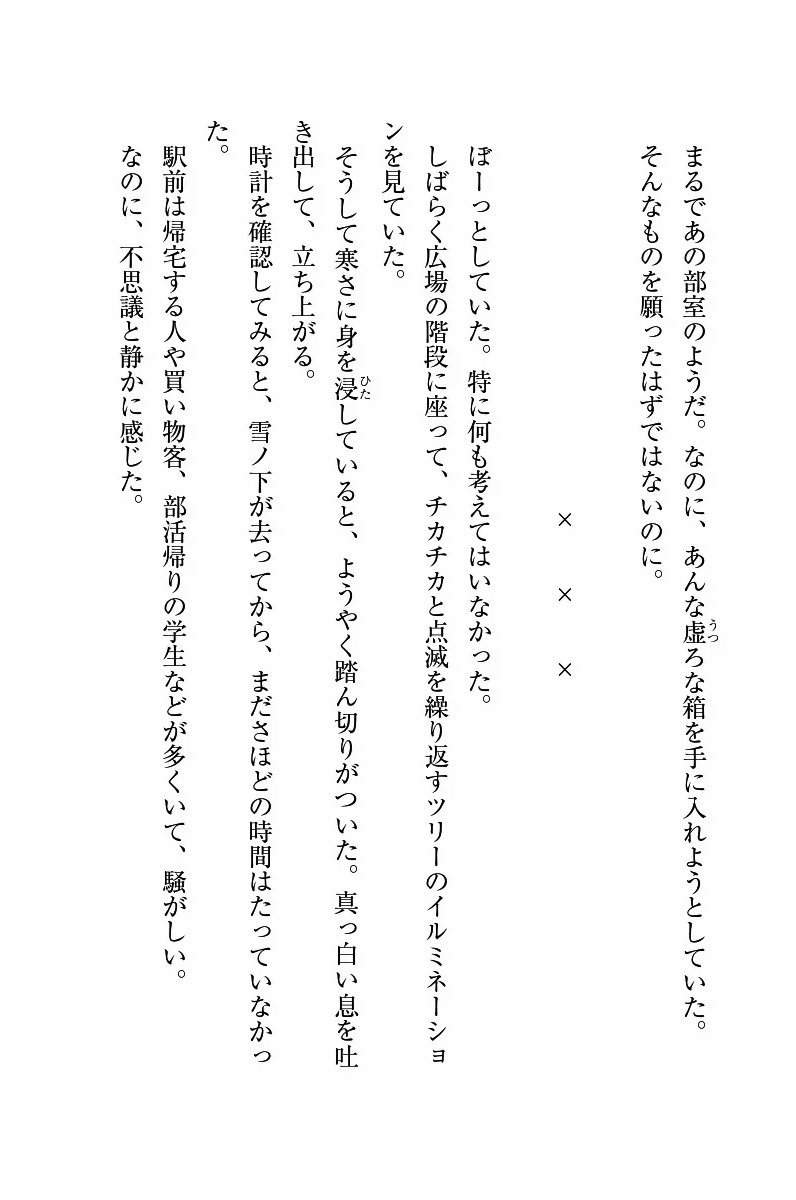 まるであの部室のようだ。なのに、あんな虚ろな箱を手に入れようとしていた。
そんなものを願ったはずではないのに。
× × ×
ぼーっとしていた。特に何も考えてはいなかった。
しばらく広場の階段に座って、チカチカと点滅を繰り返すツリーのイルミネーショ
ンを見ていた。
そうして寒さに身を浸していると、ようやく踏ん切りがついた。真っ白い息を吐
き出して、立ち上がる。
時計を確認してみると、雪ノ下が去ってから、まださほどの時間はたっていなかっ
た。
駅前は帰宅する人や買い物客、部活帰りの学生などが多くいて、騒がしい。
なのに、不思議と静かに感じた。